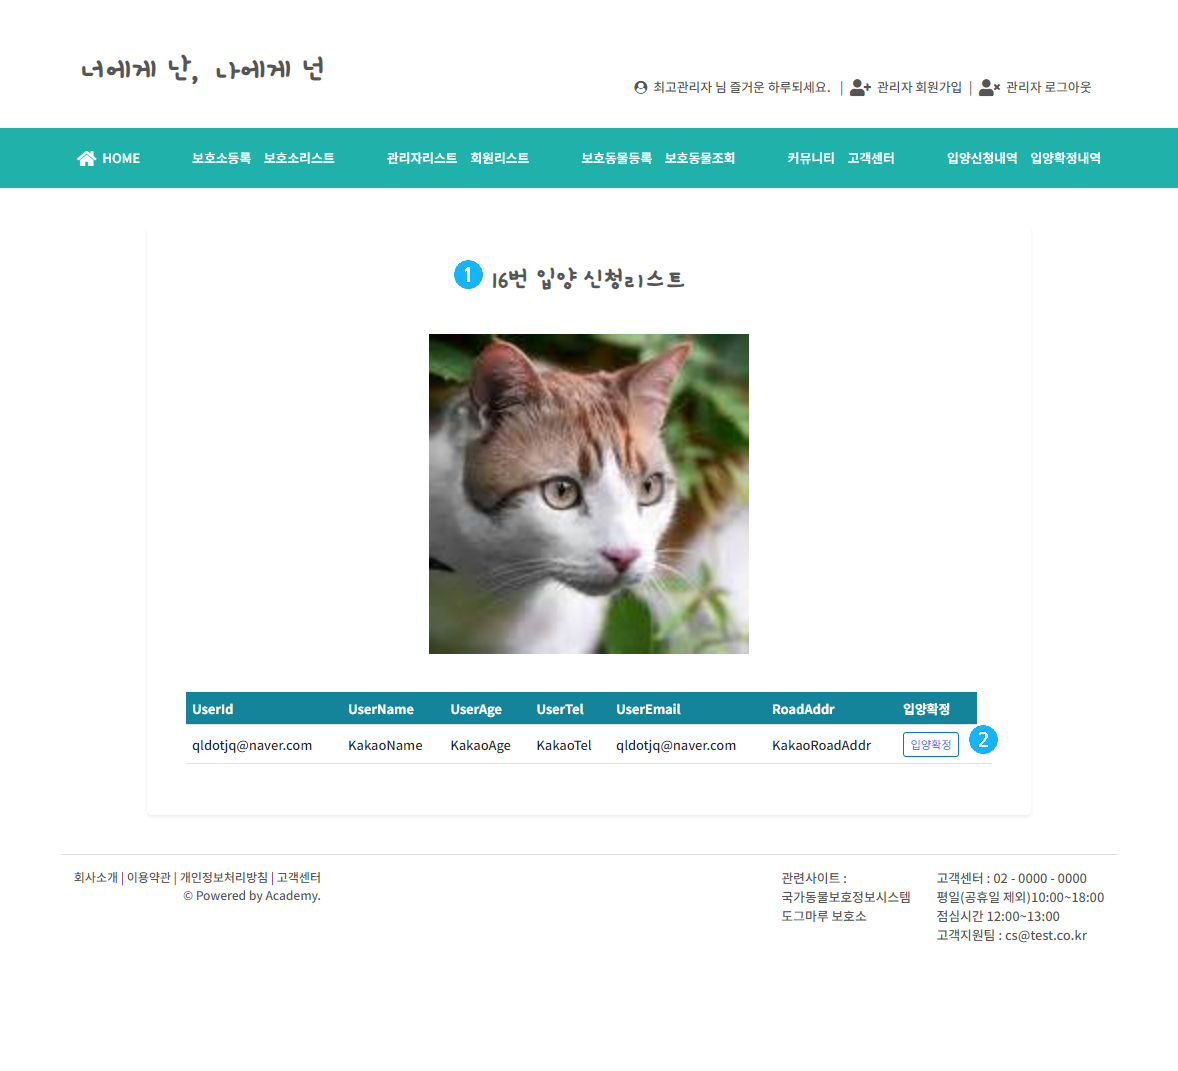 너에게 난, 나에게 넌
최고관리자 님 즐거운 하루되세요. | 관리자 회원가입 | 관리자 로그아웃
HOME 보호소등록 보호소리스트 관리자리스트 회원리스트 보호동물등록 보호동물조회 커뮤니티 고객센터 입양신청내역 입양확정내역
1 16번 입양 신청리스트
UserId UserName UserAge UserTel UserEmail RoadAddr 입양확정
qldotjq@naver.com KakaoName KakaoAge KakaoTel qldotjq@naver.com KakaoRoadAddr 입양확정 2
회사소개 | 이용약관 | 개인정보처리방침 | 고객센터
© Powered by Academy.
관련사이트 :
국가동물보호정보시스템
도그마루 보호소
고객센터 : 02 - 0000 - 0000
평일(공휴일 제외)10:00~18:00
점심시간 12:00~13:00
고객지원팀 : cs@test.co.kr